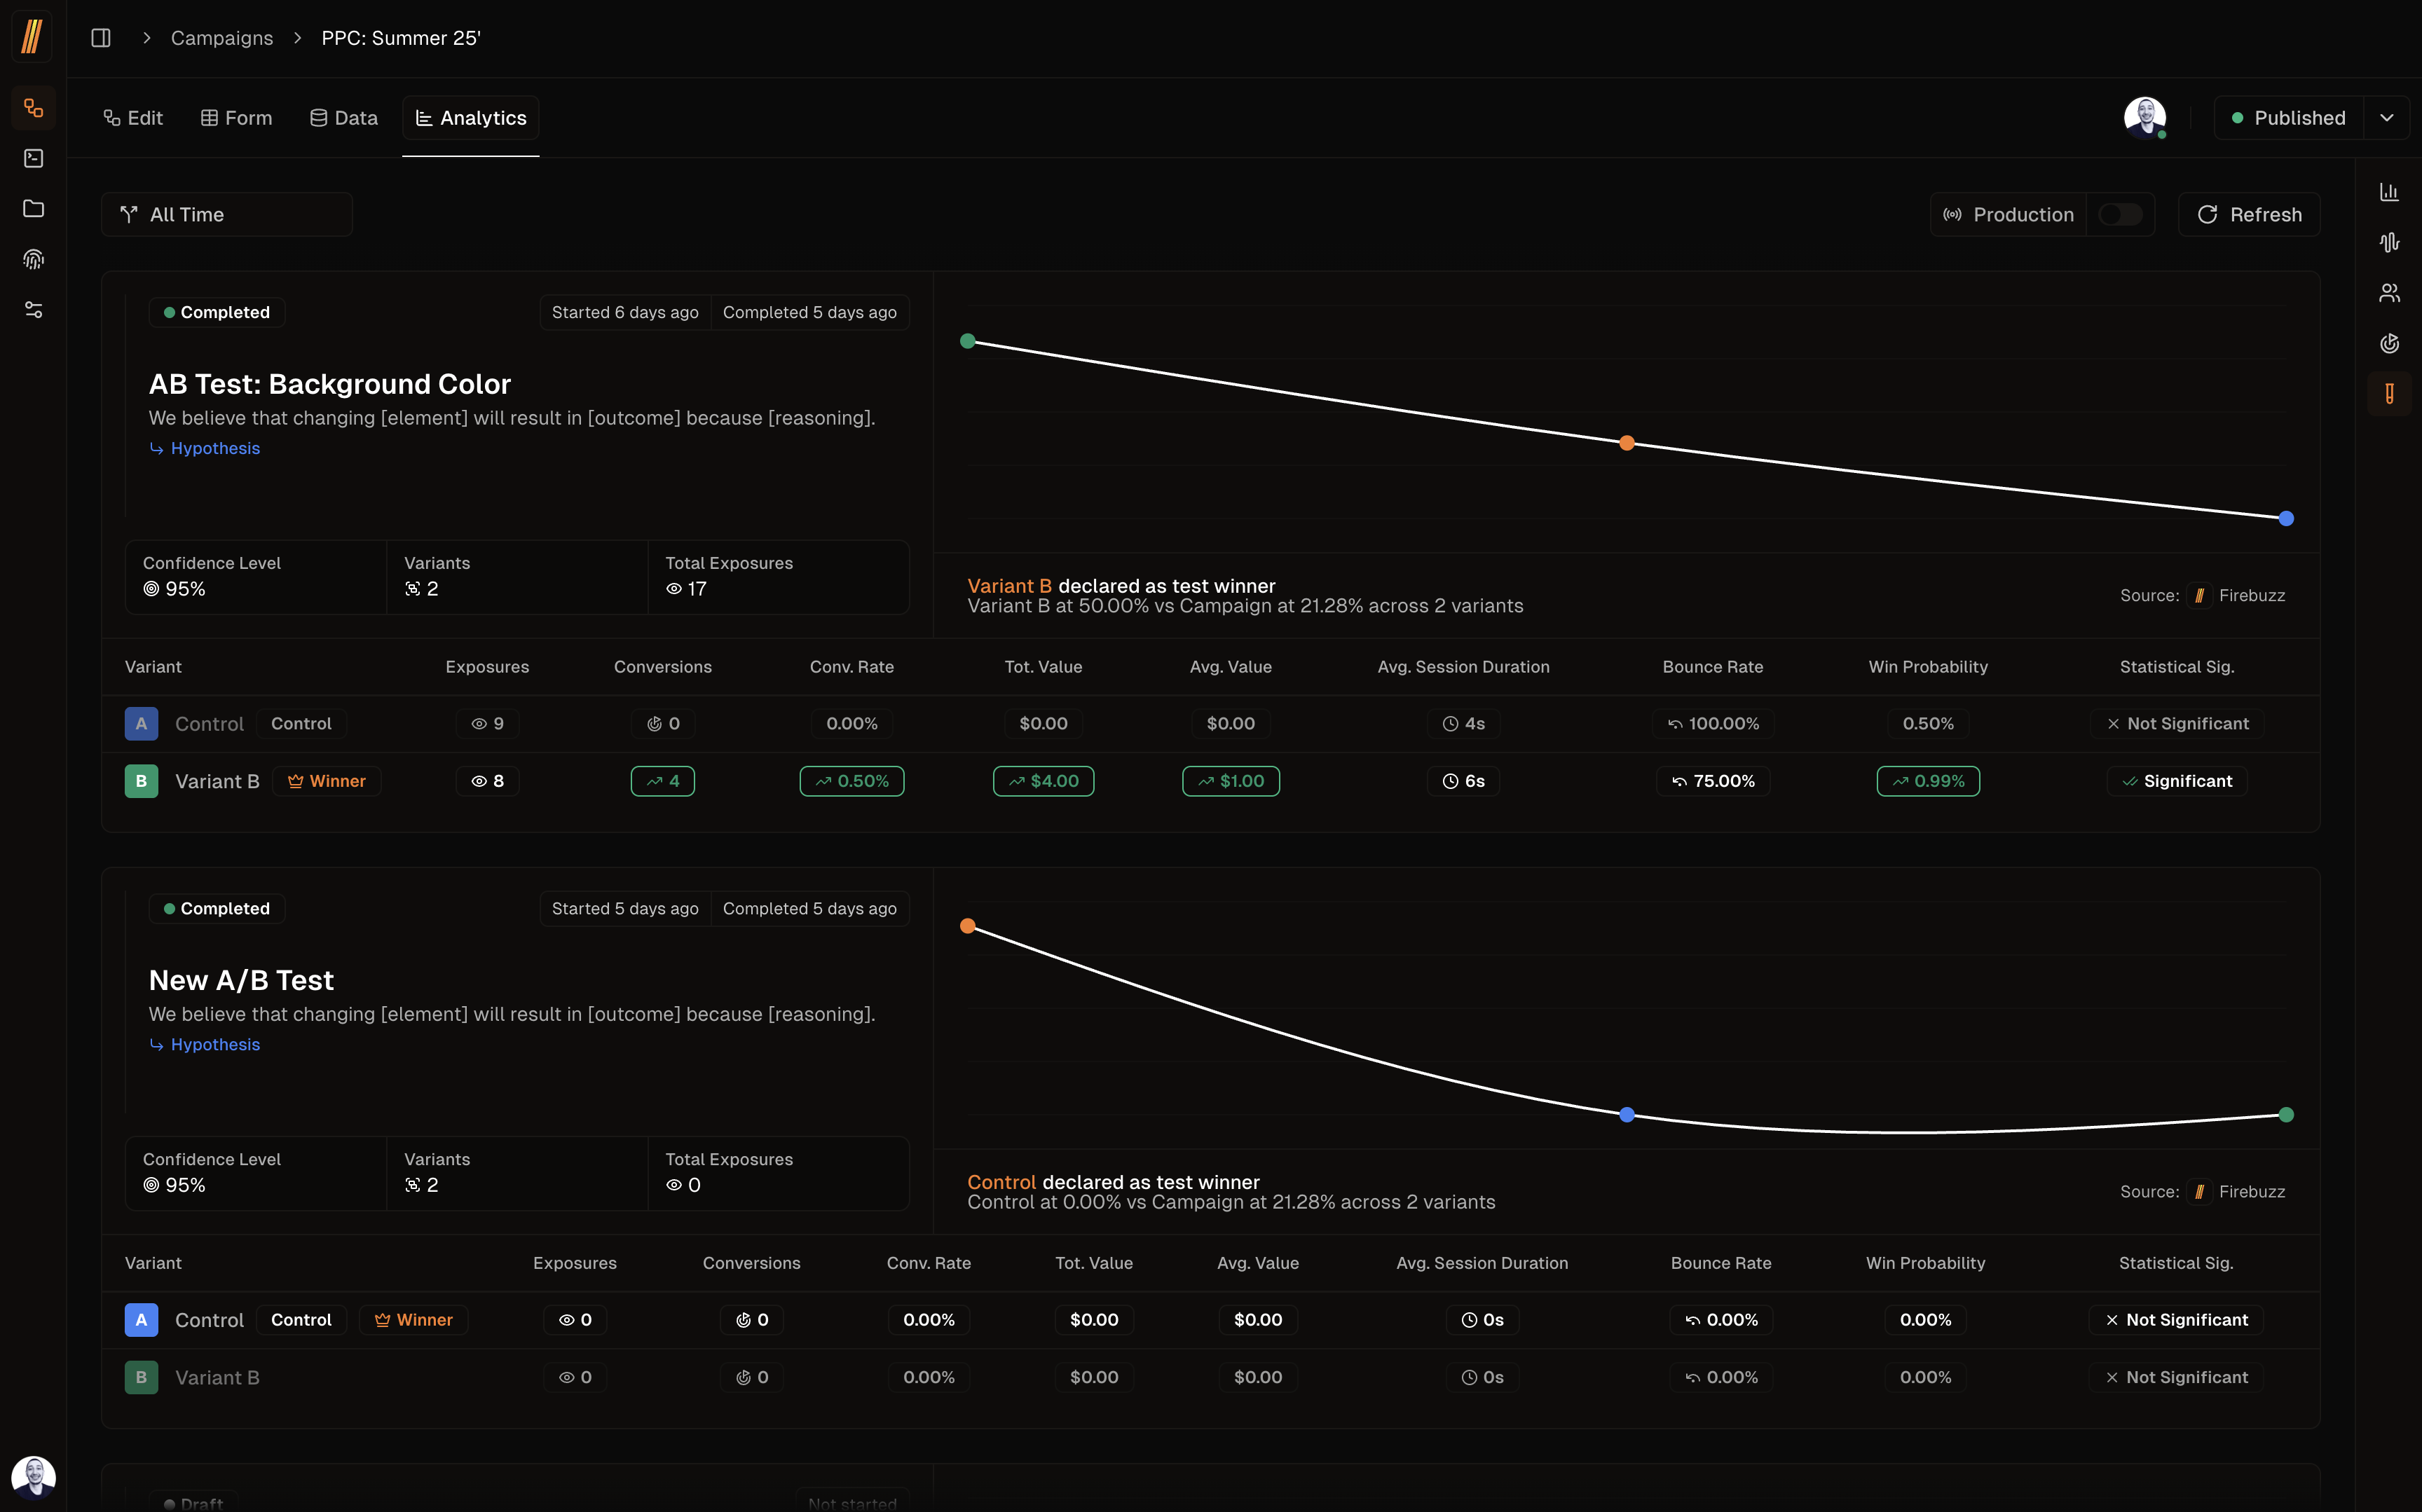 Campaigns PPC: Summer 25'
Edit Form Data Analytics Published
All Time Production Refresh
Completed Started 6 days ago Completed 5 days ago
AB Test: Background Color
We believe that changing [element] will result in [outcome] because [reasoning].
Hypothesis
Confidence Level Variants Total Exposures
95% 2 17
Variant B declared as test winner
Variant B at 50.00% vs Campaign at 21.28% across 2 variants
Source: Firebuzz
Variant Exposures Conversions Conv. Rate Tot. Value Avg. Value Avg. Session Duration Bounce Rate Win Probability Statistical Sig.
A Control Control 9 0 0.00% $0.00 $0.00 4s 100.00% 0.50% Not Significant
B Variant B Winner 8 4 0.50% $4.00 $1.00 6s 75.00% 0.99% Significant
Completed Started 5 days ago Completed 5 days ago
New A/B Test
We believe that changing [element] will result in [outcome] because [reasoning].
Hypothesis
Confidence Level Variants Total Exposures
95% 2 0
Control declared as test winner
Control at 0.00% vs Campaign at 21.28% across 2 variants
Source: Firebuzz
Variant Exposures Conversions Conv. Rate Tot. Value Avg. Value Avg. Session Duration Bounce Rate Win Probability Statistical Sig.
A Control Control Winner 0 0 0.00% $0.00 $0.00 0s 0.00% 0.00% Not Significant
B Variant B 0 0 0.00% $0.00 $0.00 0s 0.00% 0.00% Not Significant
Draft Not started